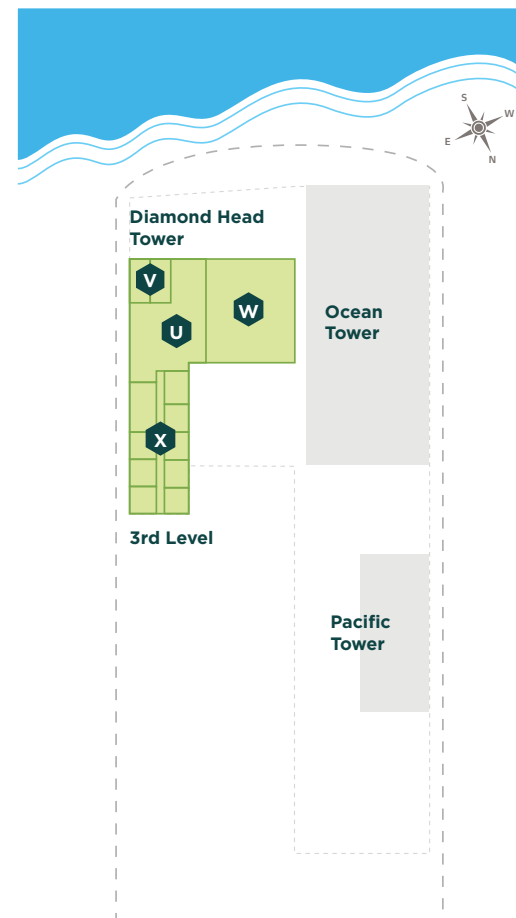 S
W
E
N
Diamond Head
Tower
V
W
U
Ocean
Tower
X
3rd Level
Pacific
Tower